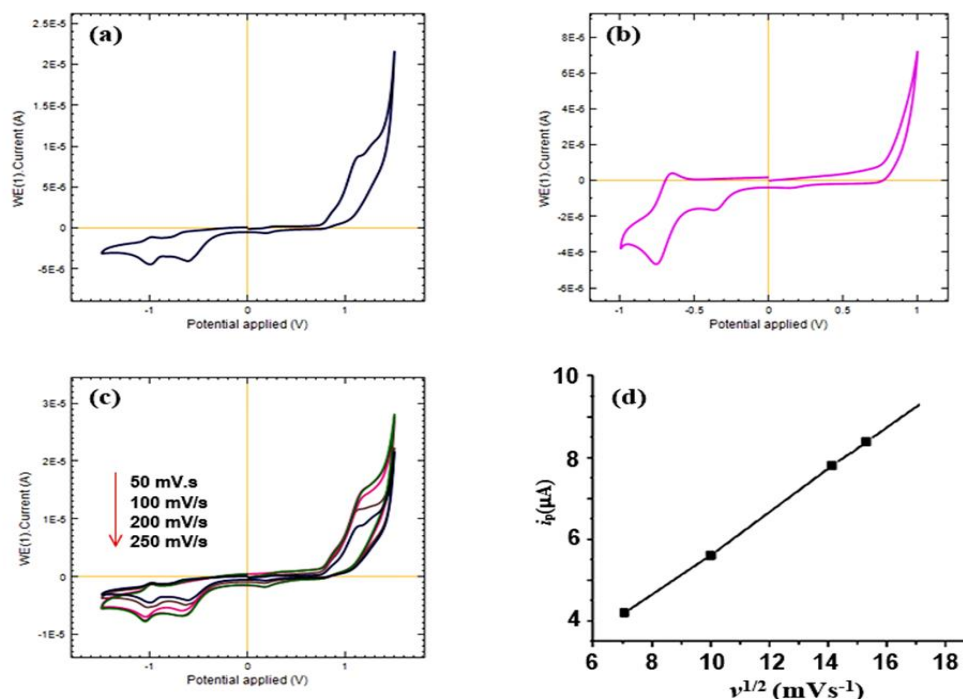 (a)
2.5E-5
2E-5
1.5E-5
1E-5
5E-6
0
-5E-6
WE(1).Current (A)
-1
0
1
Potential applied (V)
(b)
8E-6
6E-6
4E-6
2E-6
0
-2E-6
-4E-6
-6E-6
WE(1).Current (A)
-1
-0.5
0
0.5
1
Potential applied (V)
(c)
3E-5
2E-5
1E-5
0
-1E-5
WE(1).Current (A)
50 mV.s
100 mV/s
200 mV/s
250 mV/s
-1
0
1
Potential applied (V)
(d)
10
8
6
4
ip(µA)
6 8 10 12 14 16 18
v1/2 (mVs-1)